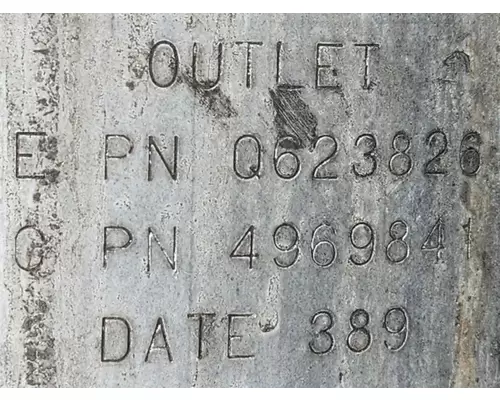 OUTLET
E PN Q623826
C PN 4969841
DATE 389